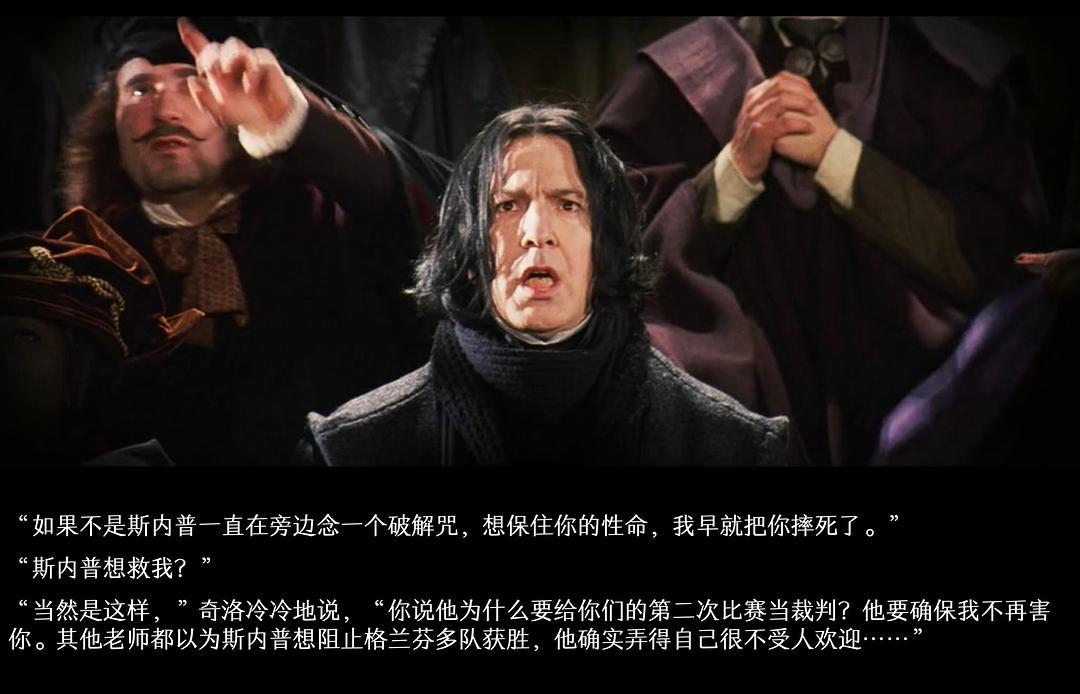 “如果不是斯内普一直在旁边念一个破解咒，想保住你的性命，我早就把你摔死了。”
“斯内普想救我？”
“当然是这样，”奇洛冷冷地说，“你说他为什么要给你们的第二次比赛当裁判？他要确保我不再害
你。其他老师都以为斯内普想阻止格兰芬多队获胜，他确实弄得自己很不受人欢迎……”